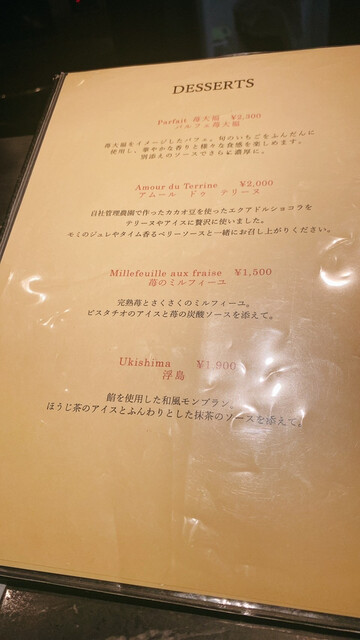 DESSERTS
Parfait 苺大福 ¥2,300
パルフェ苺大福
苺大福をイメージしたパフェ。旬のいちごをふんだんに
使用し、華やかな香りと様々な食感を楽しめます。
別添えのソースでさらに濃厚に。
Amour du Terrine ¥2,000
アムール ドゥ テリーヌ
自社管理農園で作ったカカオ豆を使ったエクアドルショコラを
テリーヌやアイスに贅沢に使いました。
モミのジュレやタイム香るベリーソースと一緒にお召し上がりください。
Millefeuille aux fraise ¥1,500
苺のミルフィーユ
完熟苺とさくさくのミルフィーユ。
ピスタチオのアイスと苺の炭酸ソースを添えて。
Ukishima ¥1,900
浮島
餡を使用した和風モンブラン。
ほうじ茶のアイスとふんわりとした抹茶のソースを添えて。